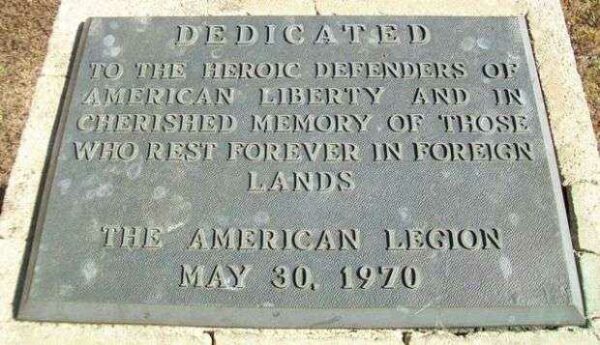 DEDICATED
TO THE HEROIC DEFENDERS OF
AMERICAN LIBERTY AND IN
CHERISHED MEMORY OF THOSE
WHO REST FOREVER IN FOREIGN
LANDS
THE AMERICAN LEGION
MAY 30, 1970